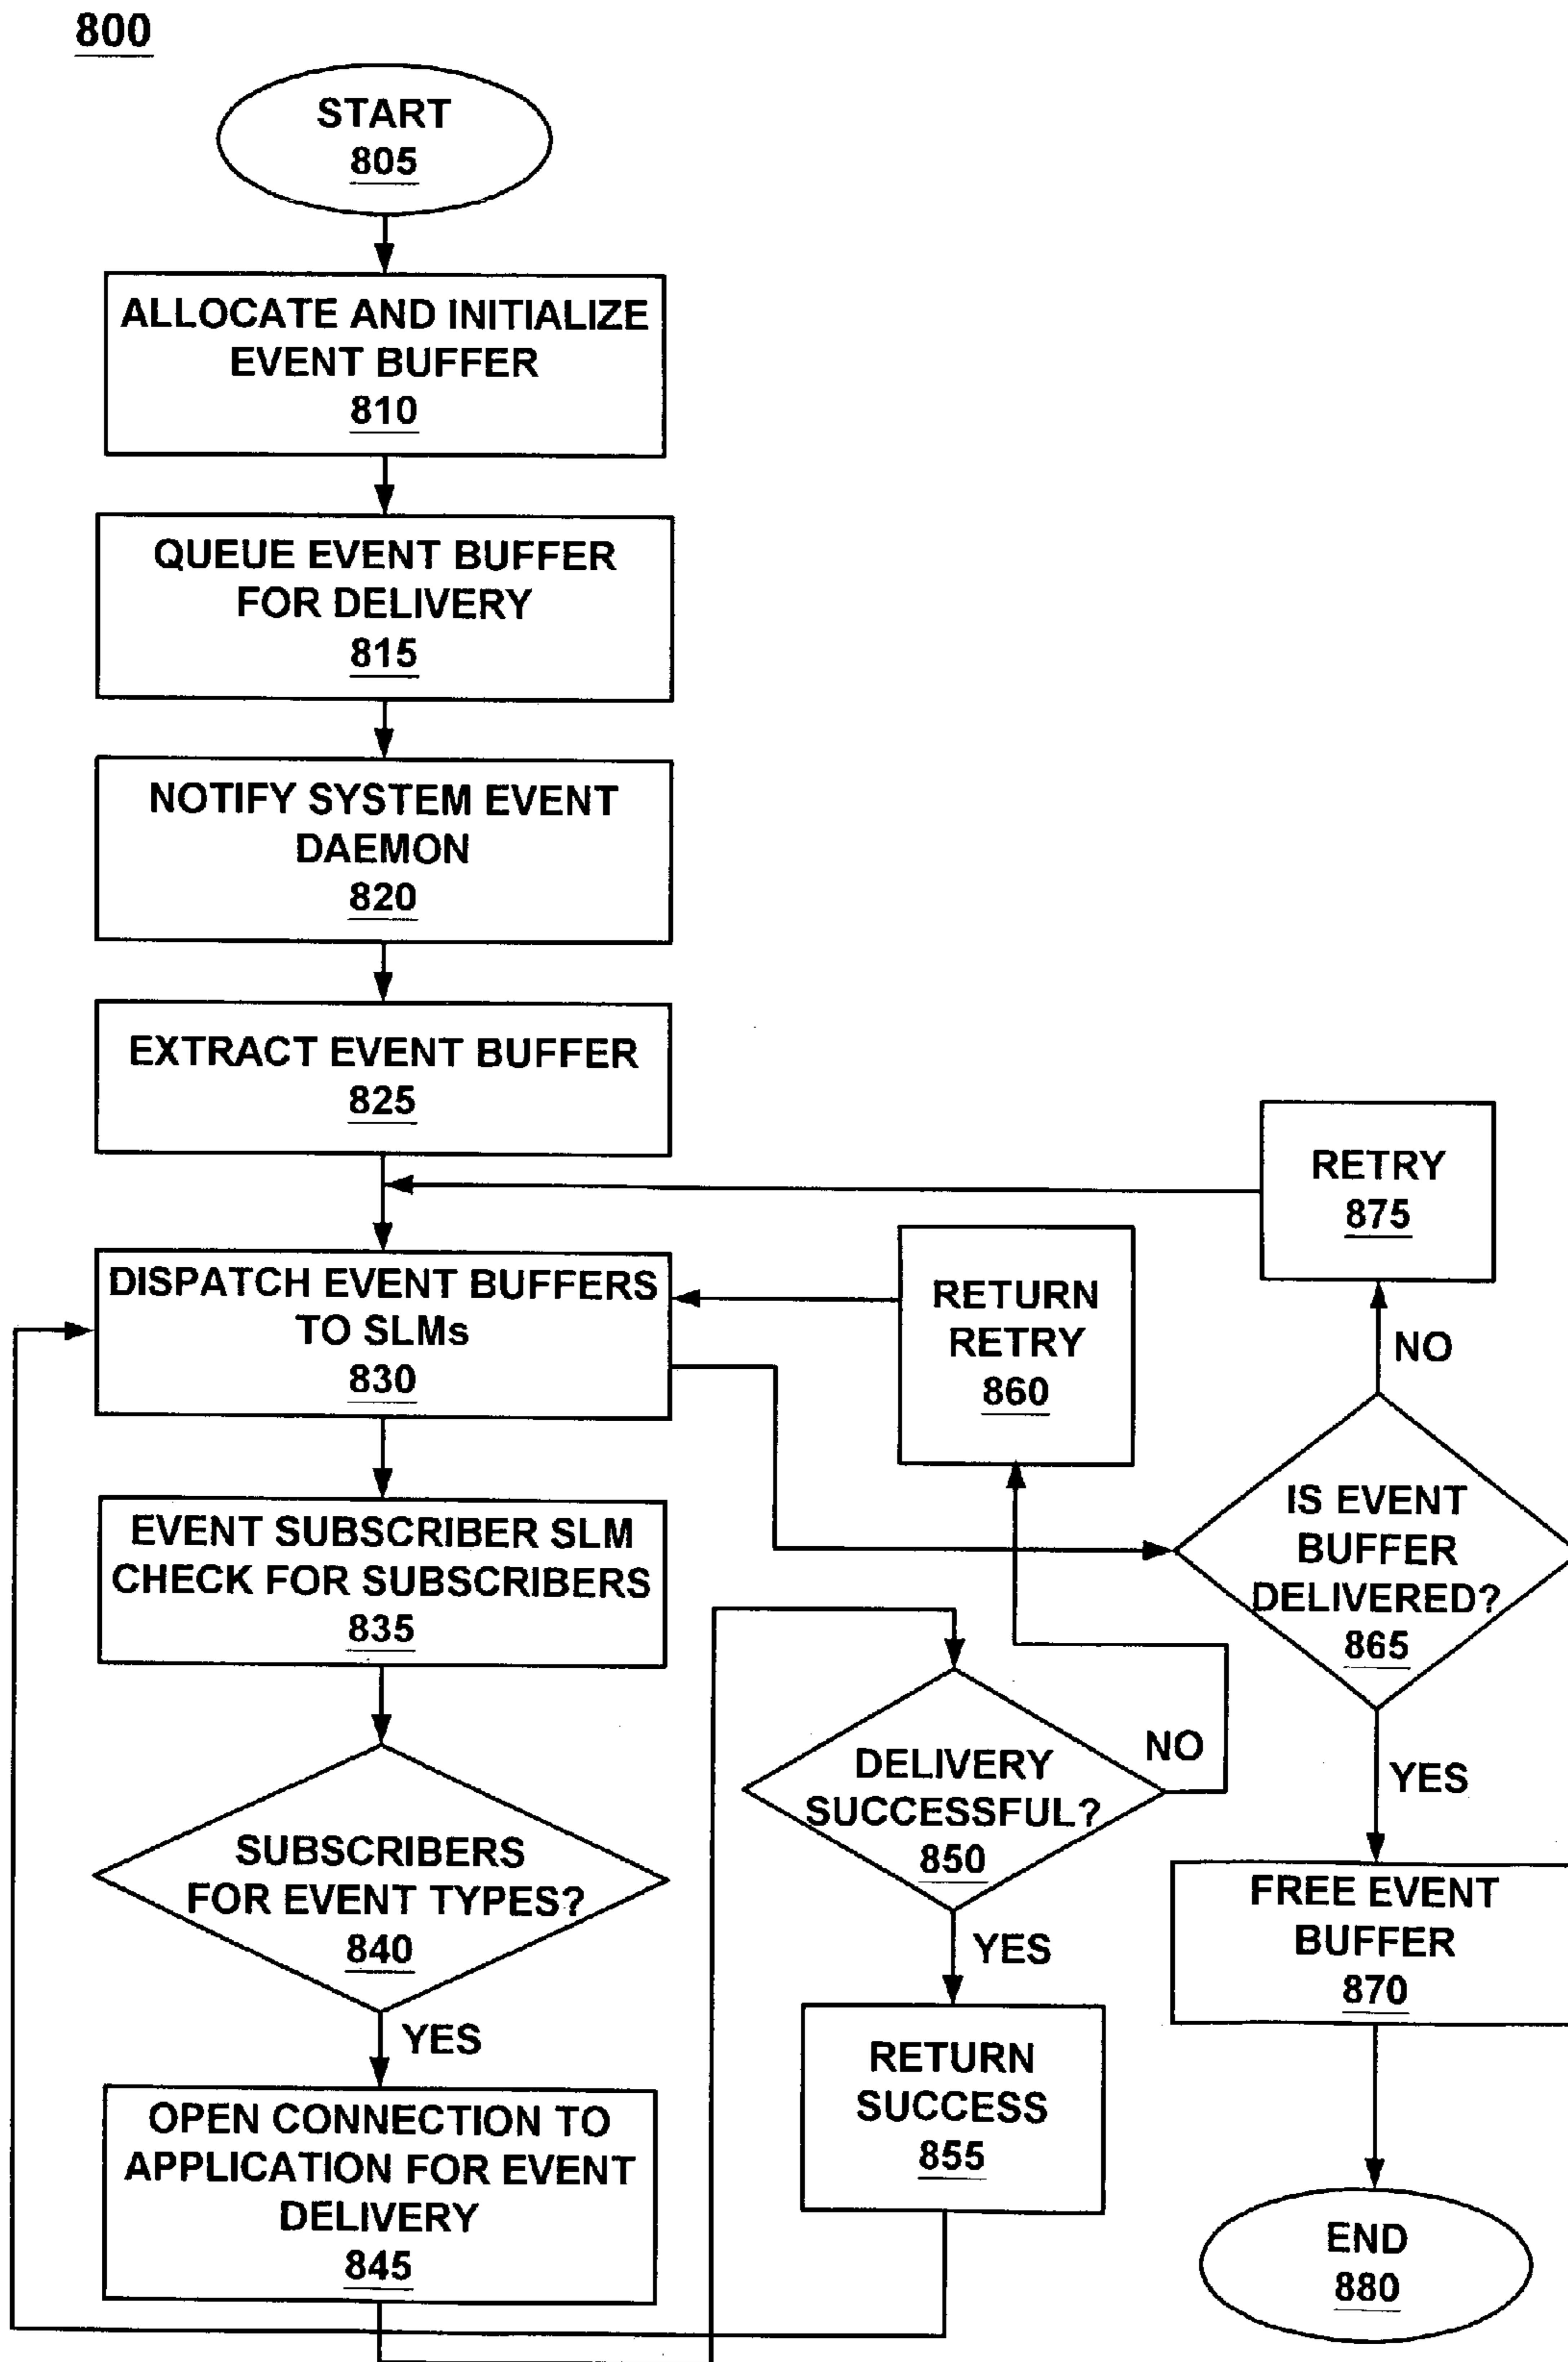 800
START
805
ALLOCATE AND INITIALIZE
EVENT BUFFER
810
QUEUE EVENT BUFFER
FOR DELIVERY
815
NOTIFY SYSTEM EVENT
DAEMON
820
EXTRACT EVENT BUFFER
825
DISPATCH EVENT BUFFERS
TO SLMs
830
EVENT SUBSCRIBER SLM
CHECK FOR SUBSCRIBERS
835
SUBSCRIBERS
FOR EVENT TYPES?
840
YES
OPEN CONNECTION TO
APPLICATION FOR EVENT
DELIVERY
845
RETURN
RETRY
860
NO
DELIVERY
SUCCESSFUL?
850
YES
RETURN
SUCCESS
855
RETRY
875
NO
IS EVENT
BUFFER
DELIVERED?
865
YES
FREE EVENT
BUFFER
870
END
880